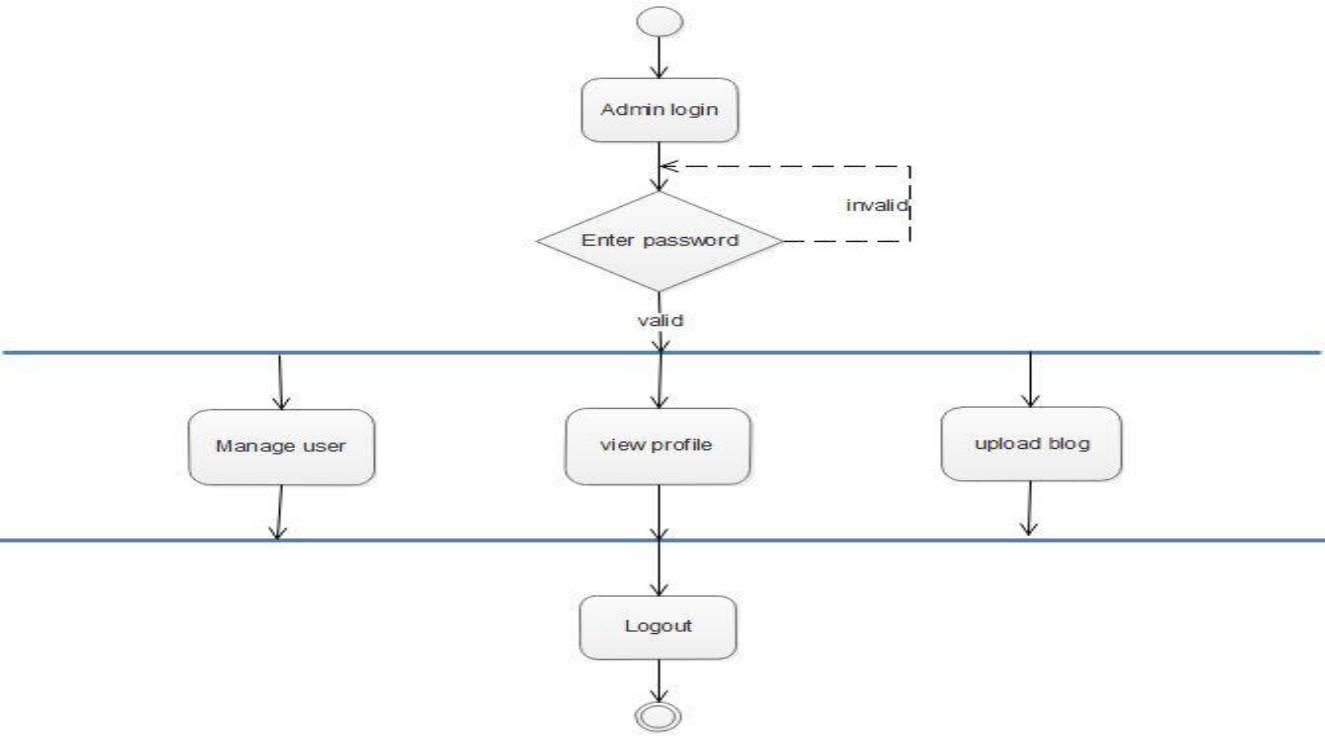 Admin login
invalid
Enter password
valid
Manage user
view profile
upload blog
Logout